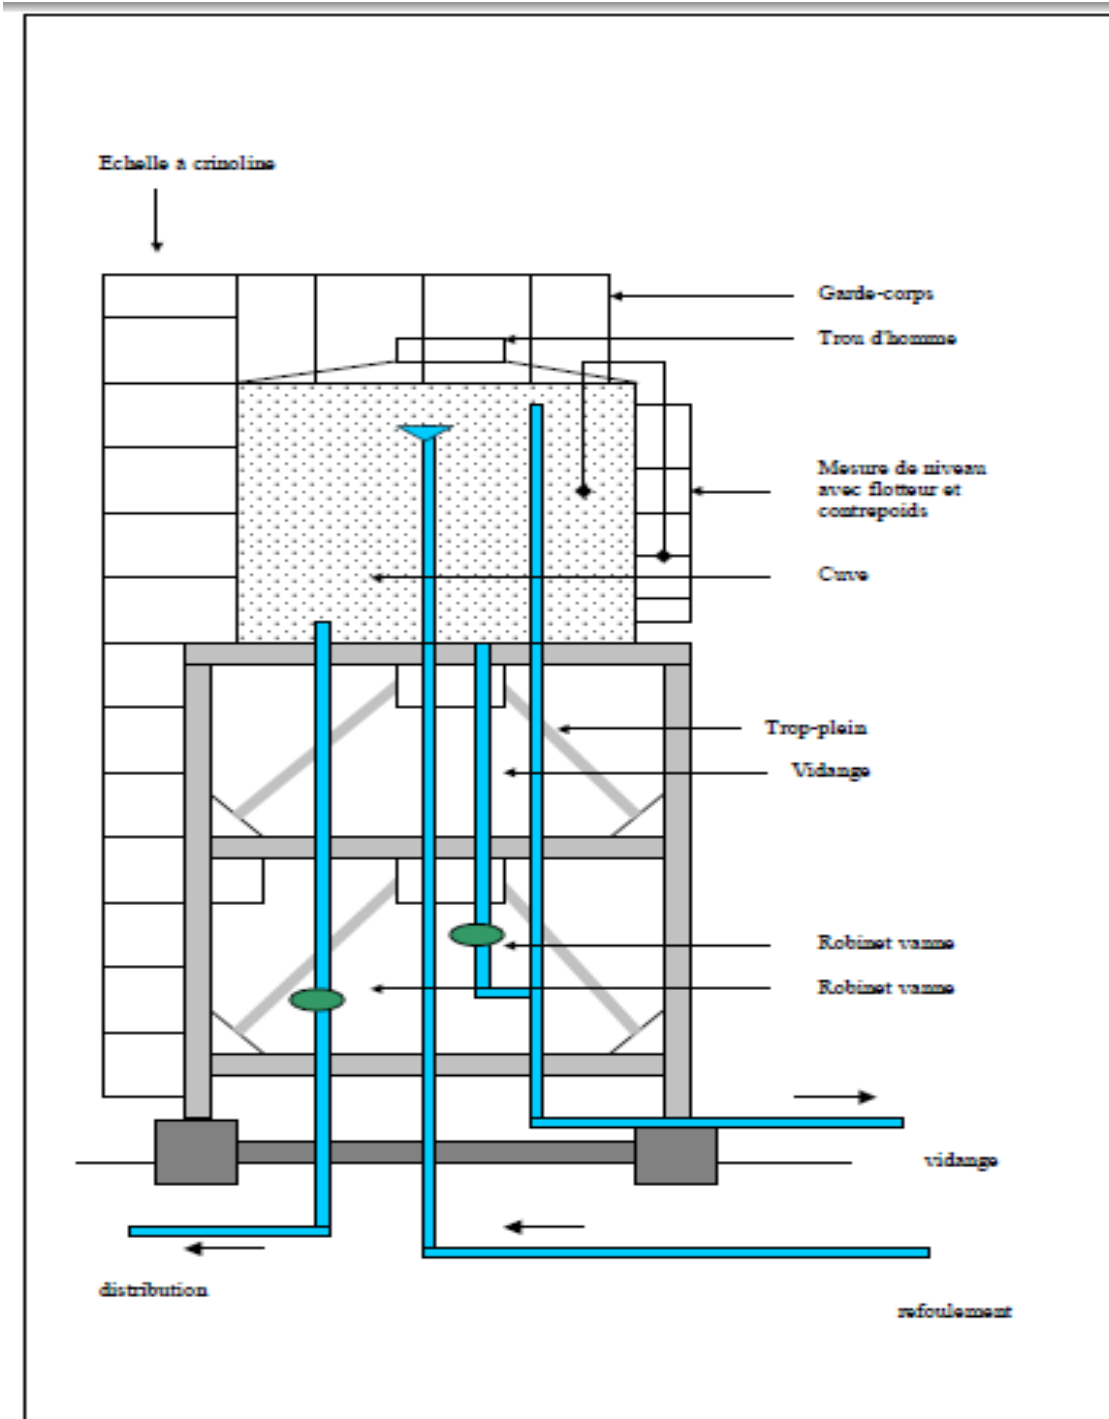 Echelle à crinoline
Garde-corps
Trou d'homme
Mesure de niveau
avec flotteur et
contrepoids
Cuve
Trop-plein
Vidange
Robinet vanne
Robinet vanne
vidange
distribution
refoulement